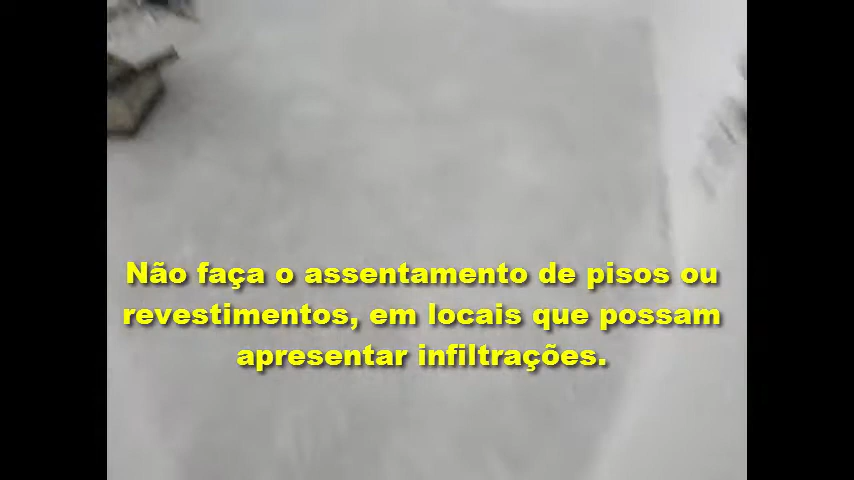 Não faça o assentamento de pisos ou
revestimentos, em locais que possam
apresentar infiltrações.